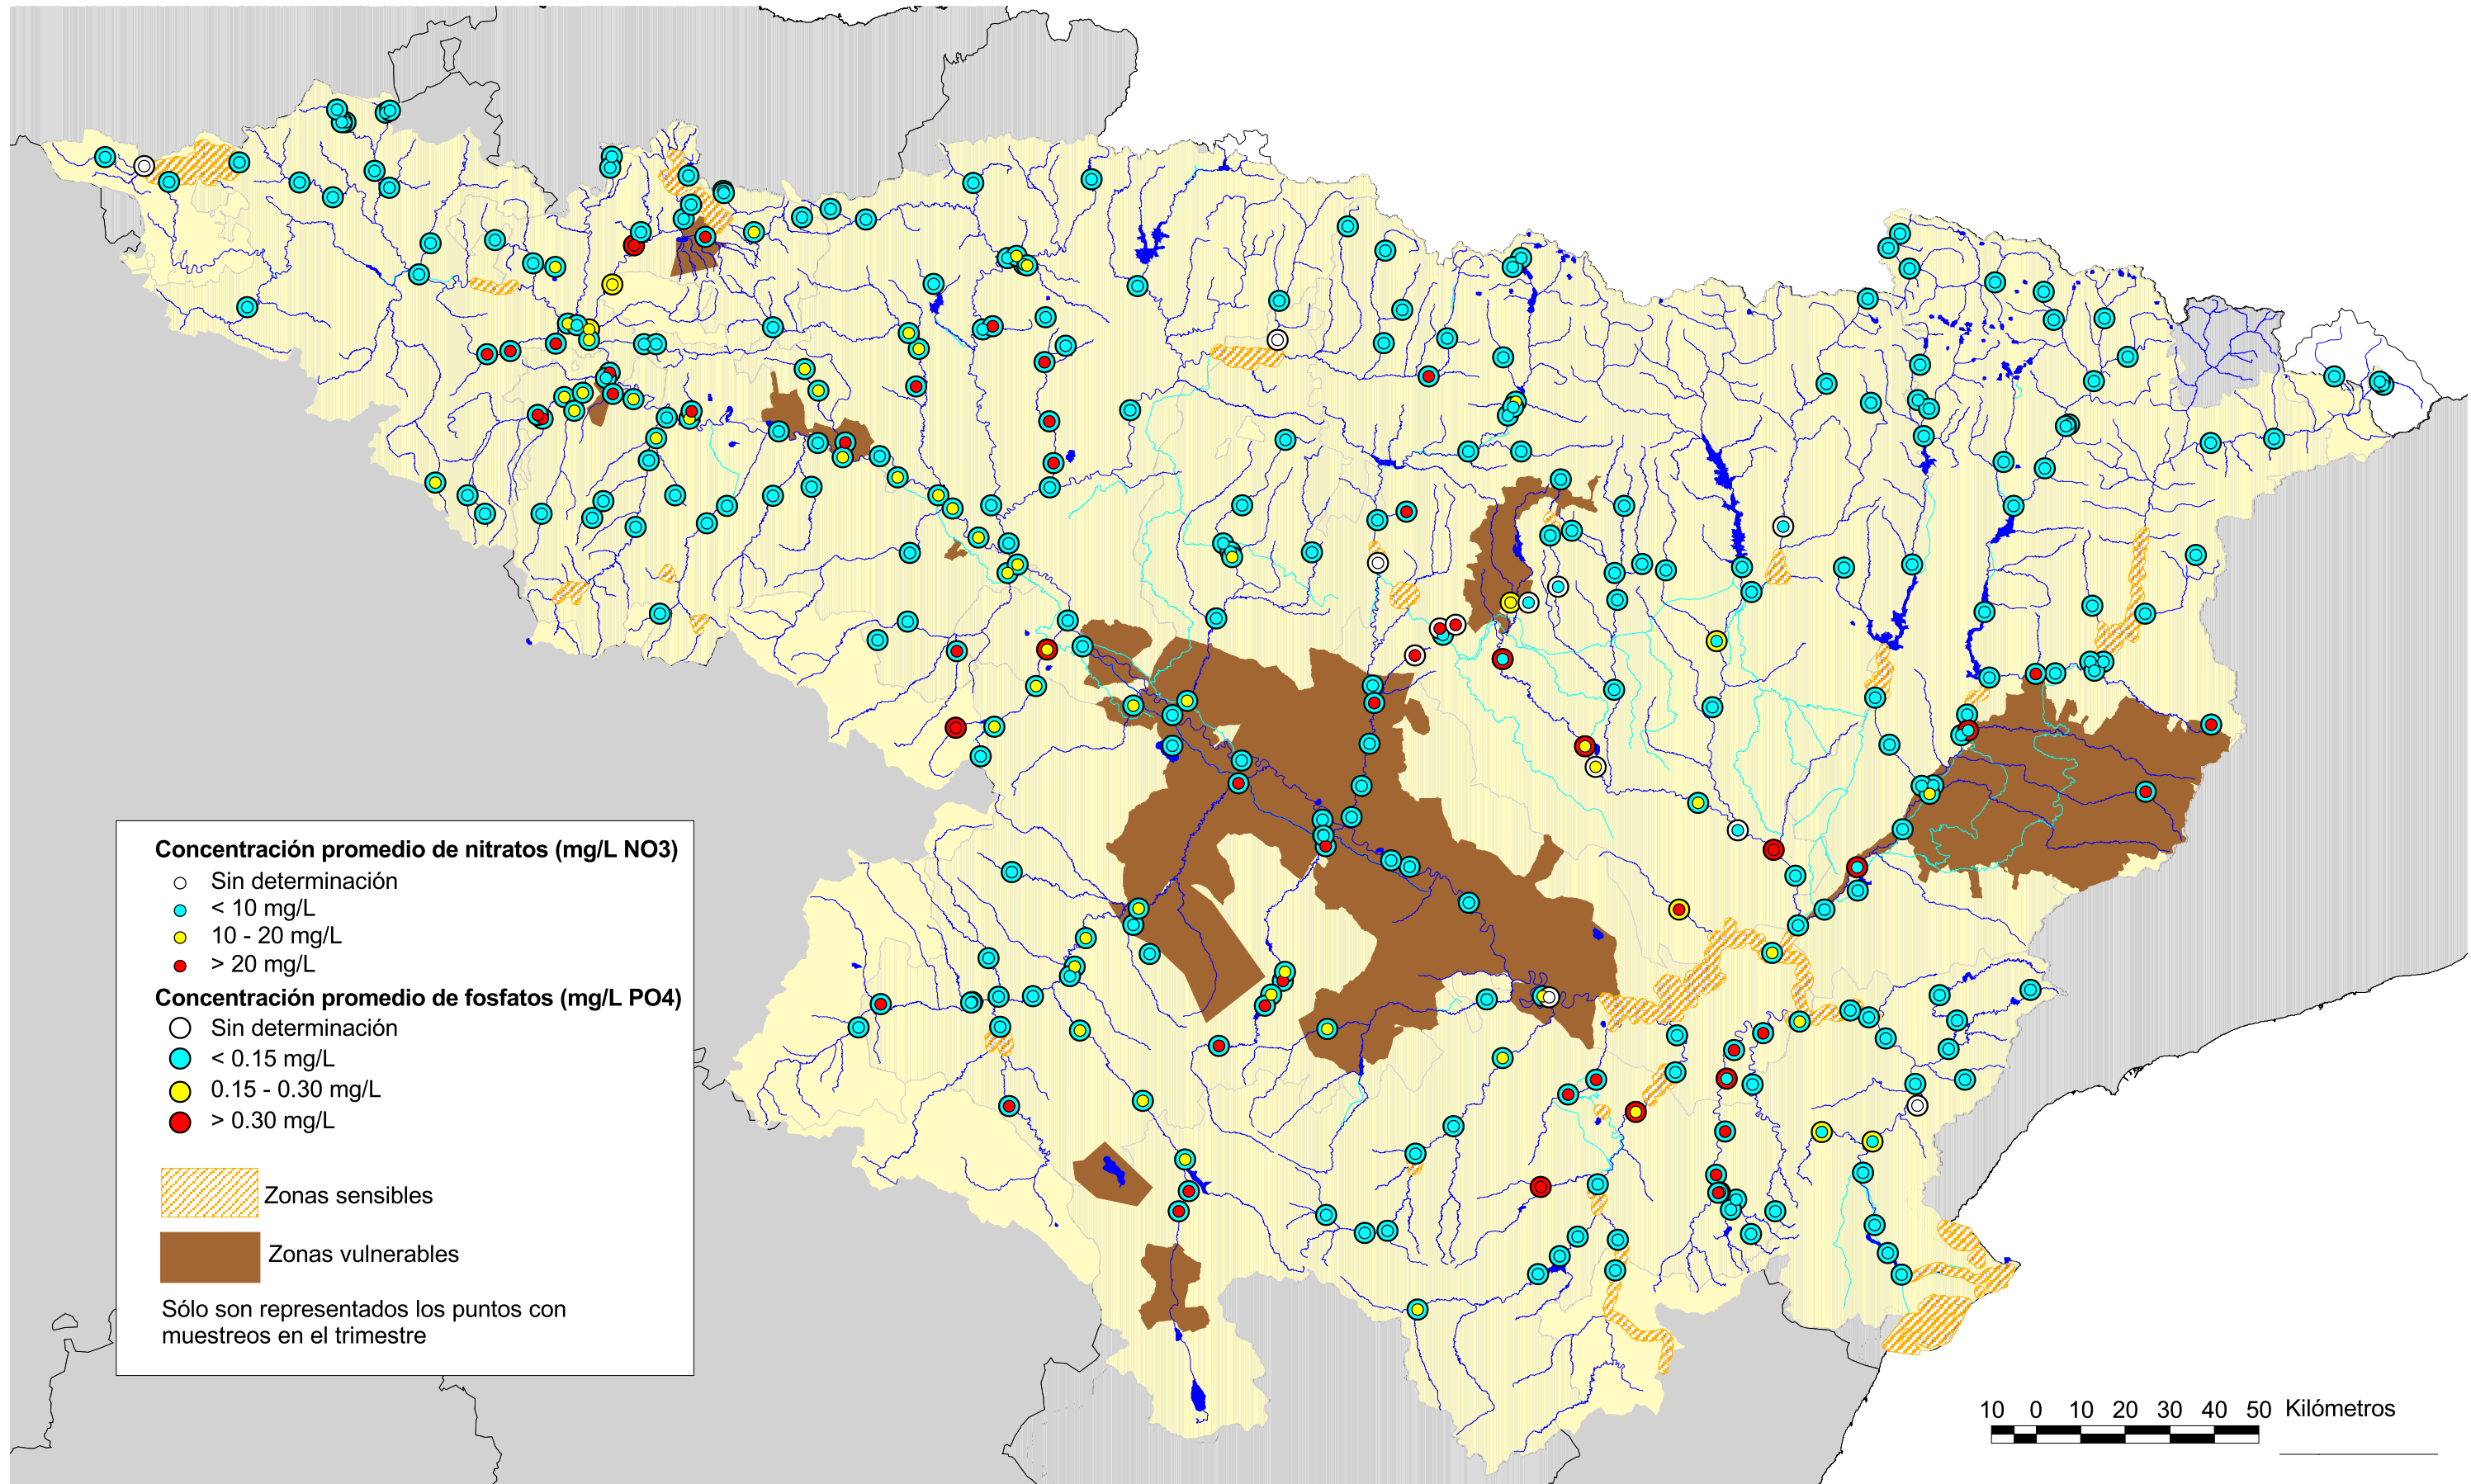 Concentración promedio de nitratos (mg/L NO3)
Sin determinación
< 10 mg/L
10 - 20 mg/L
> 20 mg/L
Concentración promedio de fosfatos (mg/L PO4)
Sin determinación
< 0.15 mg/L
0.15 - 0.30 mg/L
> 0.30 mg/L
Zonas sensibles
Zonas vulnerables
Sólo son representados los puntos con
muestreos en el trimestre
10 0 10 20 30 40 50 Kilómetros